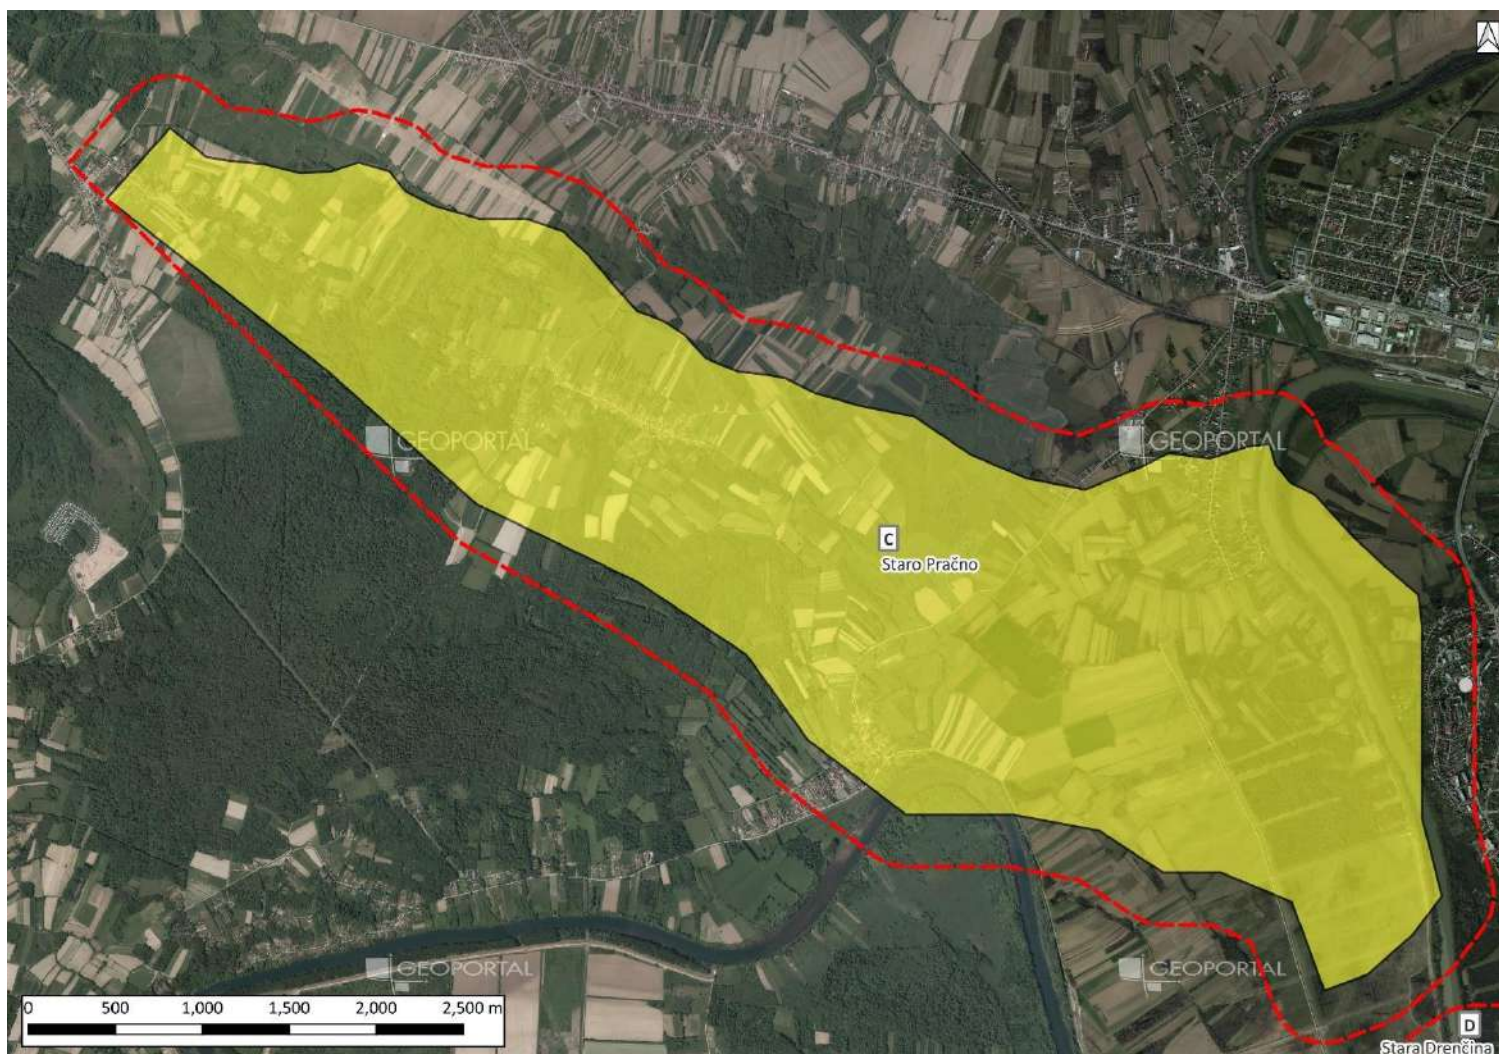 GEOPORTAL
GEOPORTAL
C
Staro Pračno
GEOPORTAL
GEOPORTAL
0 500 1,000 1,500 2,000 2,500 m
D
Stara Drenčina